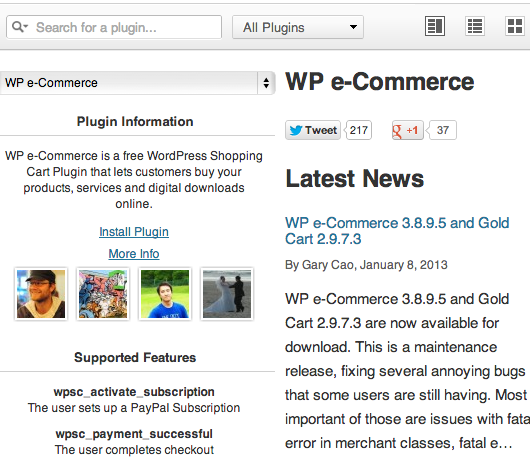 Search for a plugin...
All Plugins
WP e-Commerce
Plugin Information
WP e-Commerce is a free WordPress Shopping
Cart Plugin that lets customers buy your
products, services and digital downloads
online.
Install Plugin
More Info
Supported Features
wpsc_activate_subscription
The user sets up a PayPal Subscription
wpsc_payment_successful
The user completes checkout
WP e-Commerce
Tweet
217
g +1
37
Latest News
WP e-Commerce 3.8.9.5 and Gold
Cart 2.9.7.3
By Gary Cao, January 8, 2013
WP e-Commerce 3.8.9.5 and Gold
Cart 2.9.7.3 are now available for
download. This is a maintenance
release, fixing several annoying bugs
that some users are still having. Most
important of those are issues with fata
error in merchant classes, fatal e…